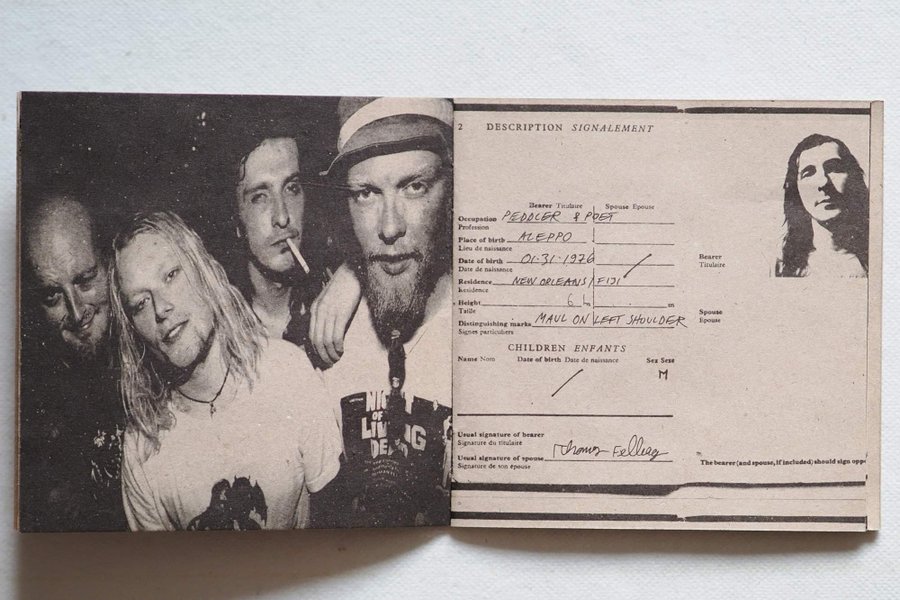 NIGHT
OF
LIVING
DEAD
2 DESCRIPTION SIGNALEMENT
Bearer Titulaire Spouse Epouse
Occupation PEDDLER & POET
Profession
Place of birth ALEPPO
Lieu de naissance
Date of birth 01·31·1976
Date de naissance
Residence NEW ORLEANS/FIJI
Residence
Height 6 m
Taille
Distinguishing marks MAUL ON LEFT SHOULDER
Signes particuliers
Bearer
Titulaire
Spouse
Epouse
CHILDREN ENFANTS
Name Nom Date of birth Date de naissance Sex Sexe
M
Usual signature of bearer
Signature du titulaire
Usual signature of spouse Thomas
Signature de son épouse
The bearer (and spouse, if included) should sign oppo